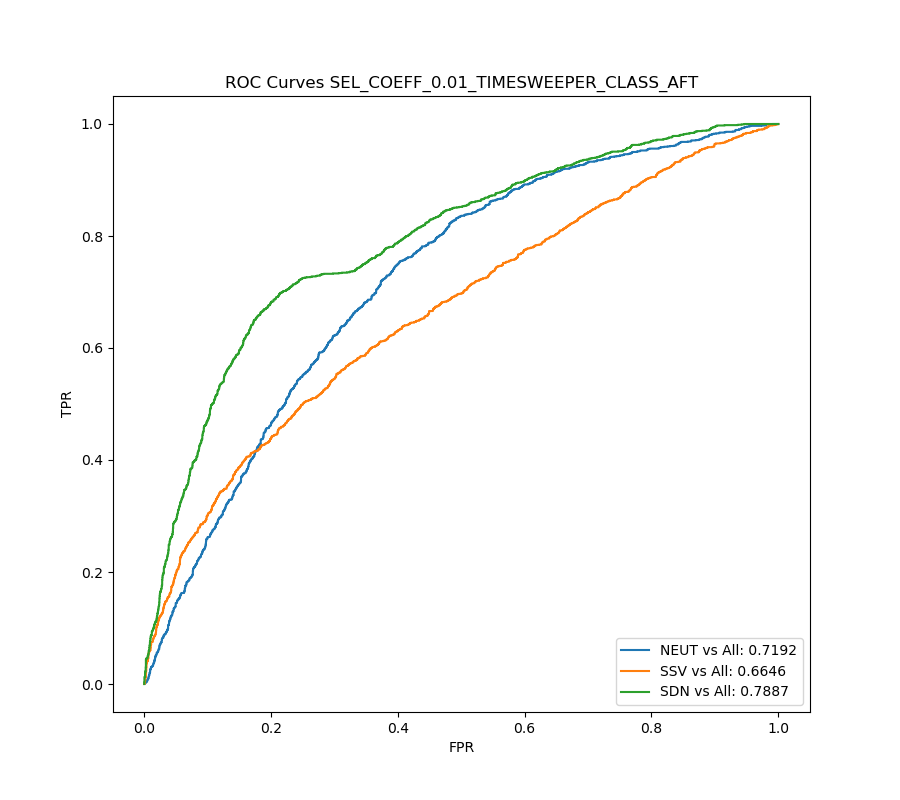 ROC Curves SEL_COEFF_0.01_TIMESWEEPER_CLASS_AFT
1.0
0.8
0.6
0.4
0.2
0.0
TPR
NEUT vs All: 0.7192
SSV vs All: 0.6646
SDN vs All: 0.7887
0.0 0.2 0.4 0.6 0.8 1.0
FPR